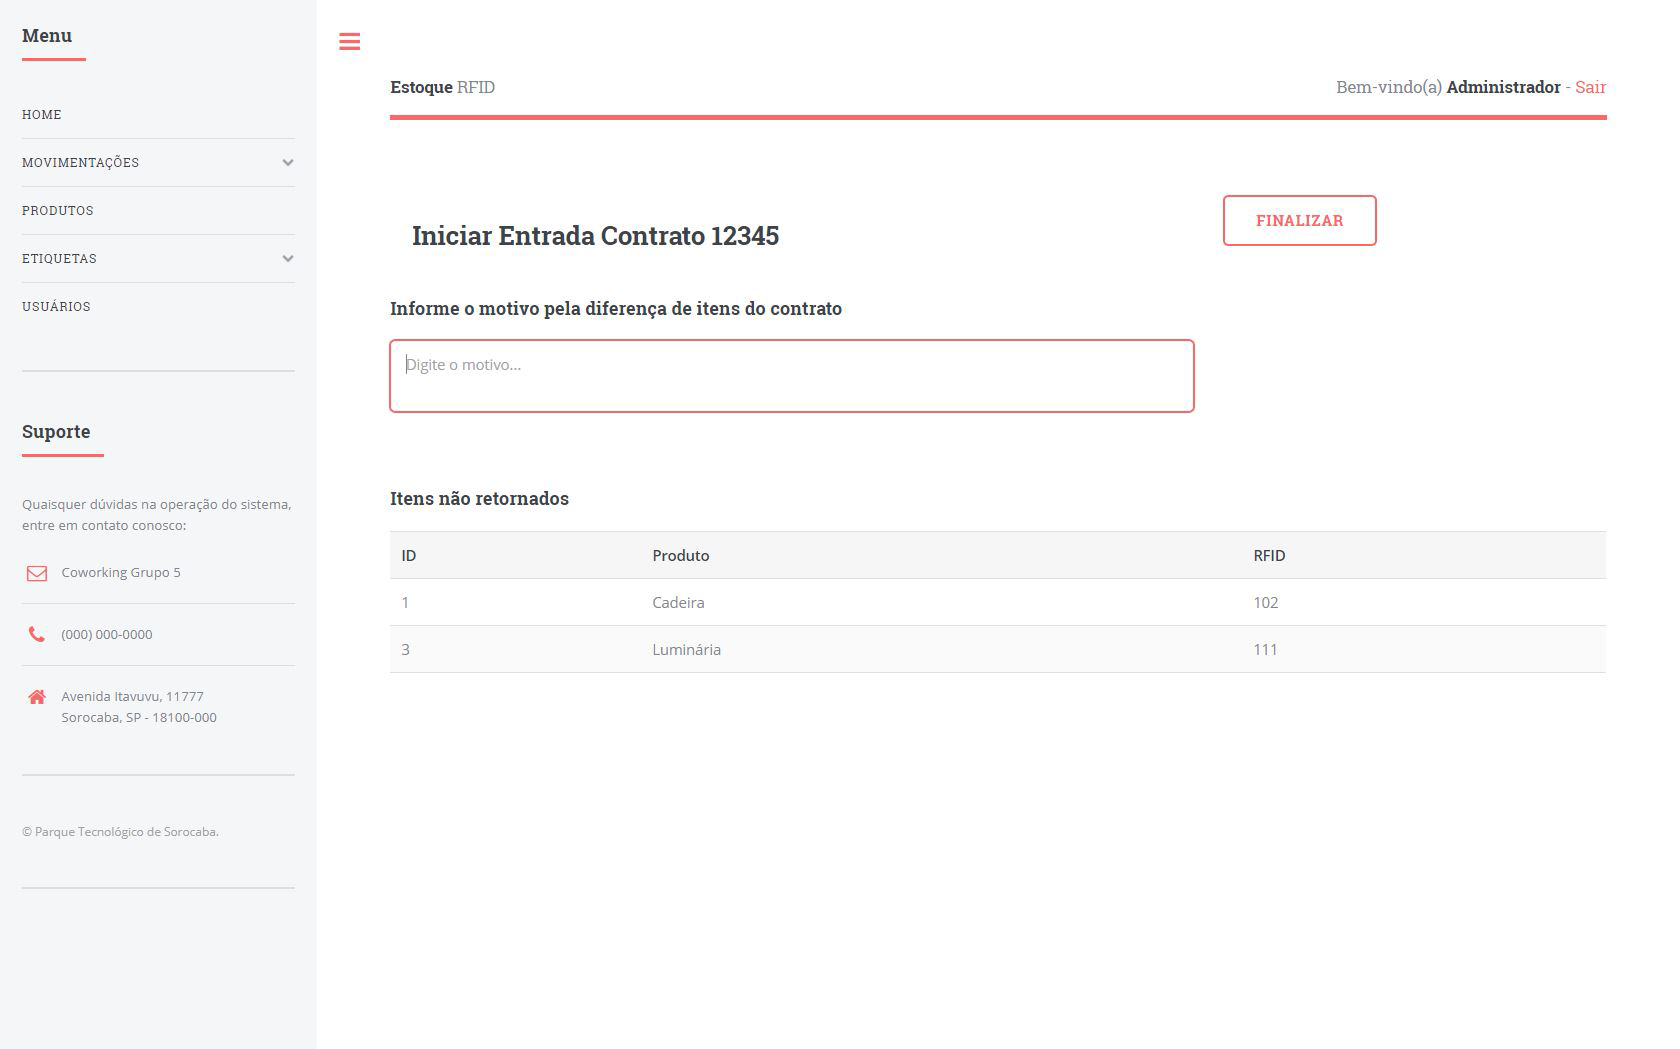 Menu
HOME
MOVIMENTAÇÕES
PRODUTOS
ETIQUETAS
USUÁRIOS
Suporte
Quaisquer dúvidas na operação do sistema,
entre em contato conosco:
Coworking Grupo 5
(000) 000-0000
Avenida Itavuvu, 11777
Sorocaba, SP - 18100-000
© Parque Tecnológico de Sorocaba.
Estoque RFID
Bem-vindo(a) Administrador - Sair
Iniciar Entrada Contrato 12345
FINALIZAR
Informe o motivo pela diferença de itens do contrato
Digite o motivo...
Itens não retornados
ID Produto RFID
1 Cadeira 102
3 Luminária 111